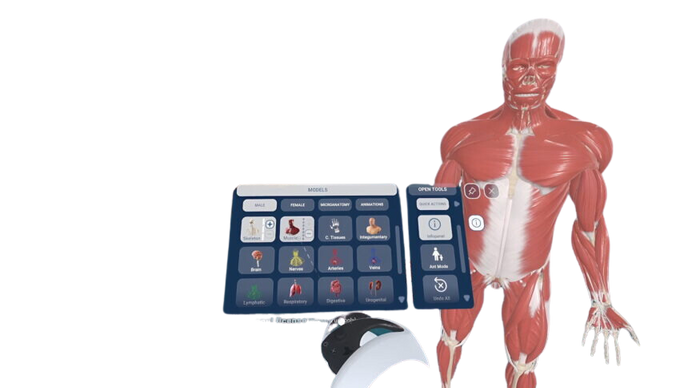 MODELS
MALE
FEMALE
MICROANATOMY
ANIMATIONS
Skeleton
Muscles
C. Tissues
Integumentary
Brain
Nerves
Arteries
Veins
Lymphatic
Respiratory
Digestive
Urogenital
OPEN TOOLS
QUICK ACTIONS
Infopanel
Art Mode
Undo All